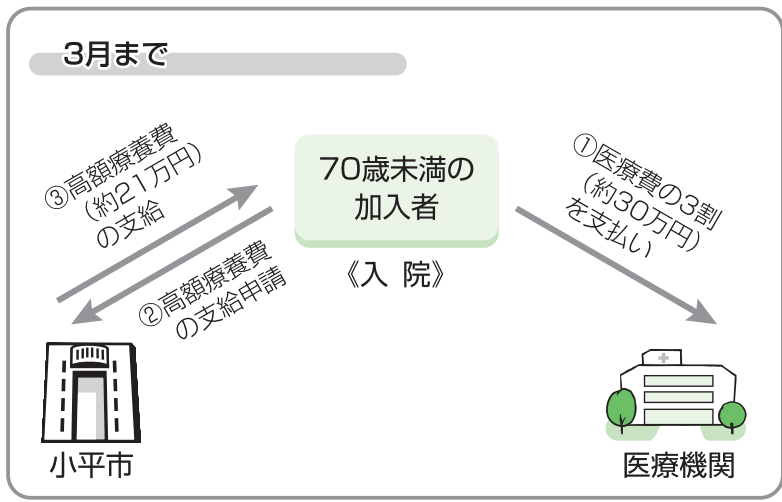 3月まで
③高額療養費
(約21万円)
の支給
②高額療養費
の支給申請
70歳未満の
加入者
《入 院》
①医療費の3割
(約30万円)
を支払い
小平市
医療機関